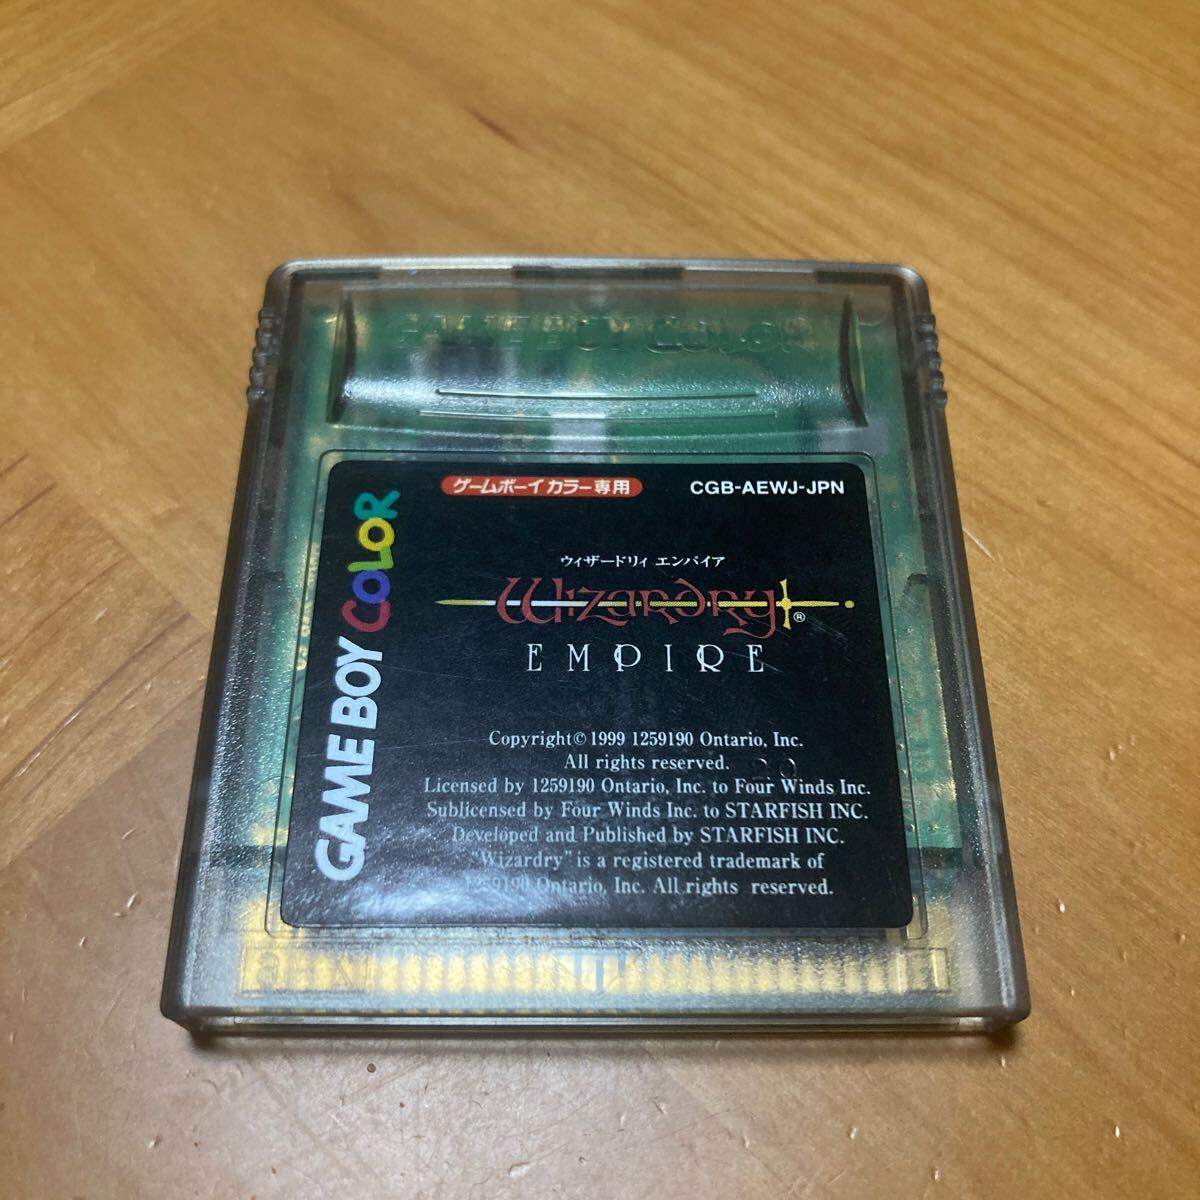 GAME BOY COLOR
ゲームボーイカラー専用
CGB-AEWJ-JPN
ウィザードリィ エンパイア
Wizardry®
EMPIRE
Copyright© 1999 1259190 Ontario, Inc.
All rights reserved.
Licensed by 1259190 Ontario, Inc. to Four Winds Inc.
Sublicensed by Four Winds Inc. to STARFISH INC.
Developed and Published by STARFISH INC.
"Wizardry" is a registered trademark of
1259190 Ontario, Inc. All rights reserved.
GAME BOY COLOR